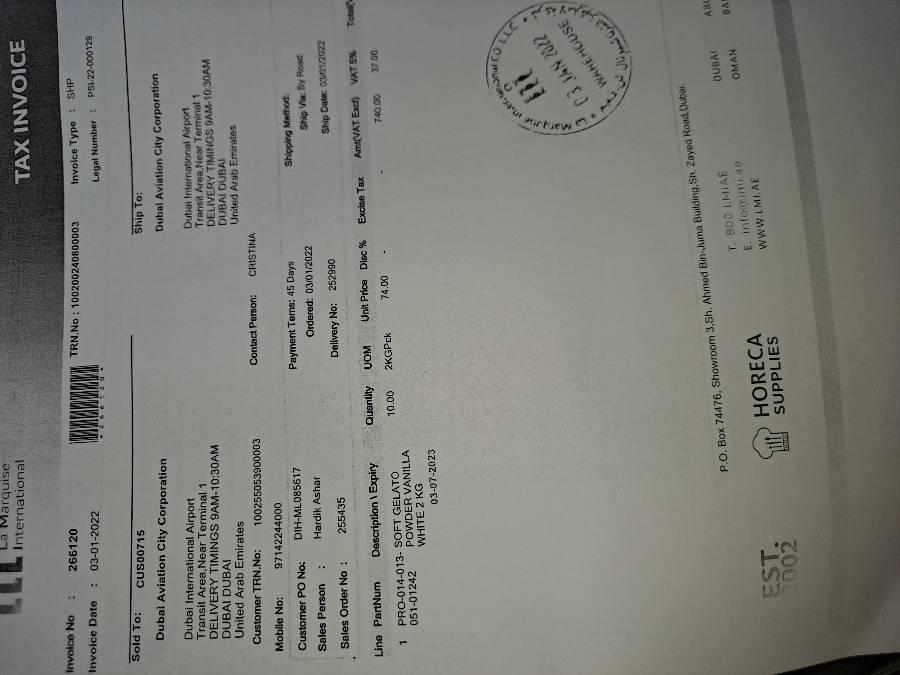 La Marquise
International
TAX INVOICE
Invoice No : 266120
TRN.No : 100200240800003
Invoice Type : SHP
Invoice Date : 03-01-2022
*266120*
Legal Number : PSI-22-000129
Sold To: CUS00715
Ship To:
Dubai Aviation City Corporation
Dubai Aviation City Corporation
Dubai International Airport
Transit Area,Near Terminal 1
DELIVERY TIMINGS 9AM-10:30AM
DUBAI DUBAI
United Arab Emirates
Dubai International Airport
Transit Area,Near Terminal 1
DELIVERY TIMINGS 9AM-10:30AM
DUBAI DUBAI
United Arab Emirates
Customer TRN.No: 100255053900003
Contact Person: CRISTINA
Mobile No: 97142244000
Customer PO No: DIH-ML085617
Payment Terms: 45 Days
Shipping Method:
Sales Person : Hardik Ashar
Ordered: 03/01/2022
Ship Via: By Road
Sales Order No : 255435
Delivery No: 252990
Ship Date: 03/01/2022
Line PartNum Description \ Expiry Quantity UOM Unit Price Disc % Excise Tax Amt(VAT Excl) VAT 5% Total(
1 PRO-014-013- SOFT GELATO 10.00 2KGPck 74.00 - - 740.00 37.00
051-01242 POWDER VANILLA
WHITE 2 KG
03-07-2023
La Marquise International CO. LLC
03 JAN 2022
WAREHOUSE
P.O. Box 74476, Showroom 3,Sh. Ahmed Bin-Juma Building,Sh. Zayed Road,Dubai.
EST.
2002
HORECA
SUPPLIES
T. 800 LMIAE
E. info@lmi.ae
WWW.LMI.AE
DUBAI
OMAN